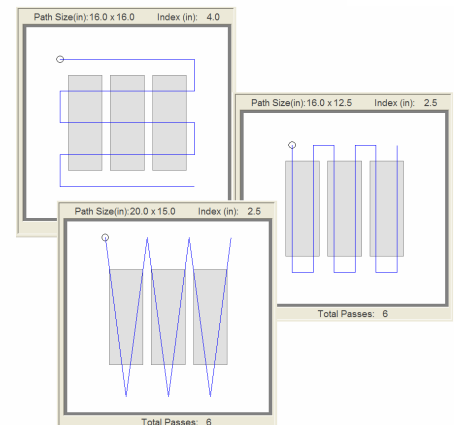 Path Size(in): 16.0 x 16.0 Index (in): 4.0
Path Size(in): 16.0 x 12.5 Index (in): 2.5
Path Size(in): 20.0 x 15.0 Index (in): 2.5
Total Passes: 6
Total Passes: 6